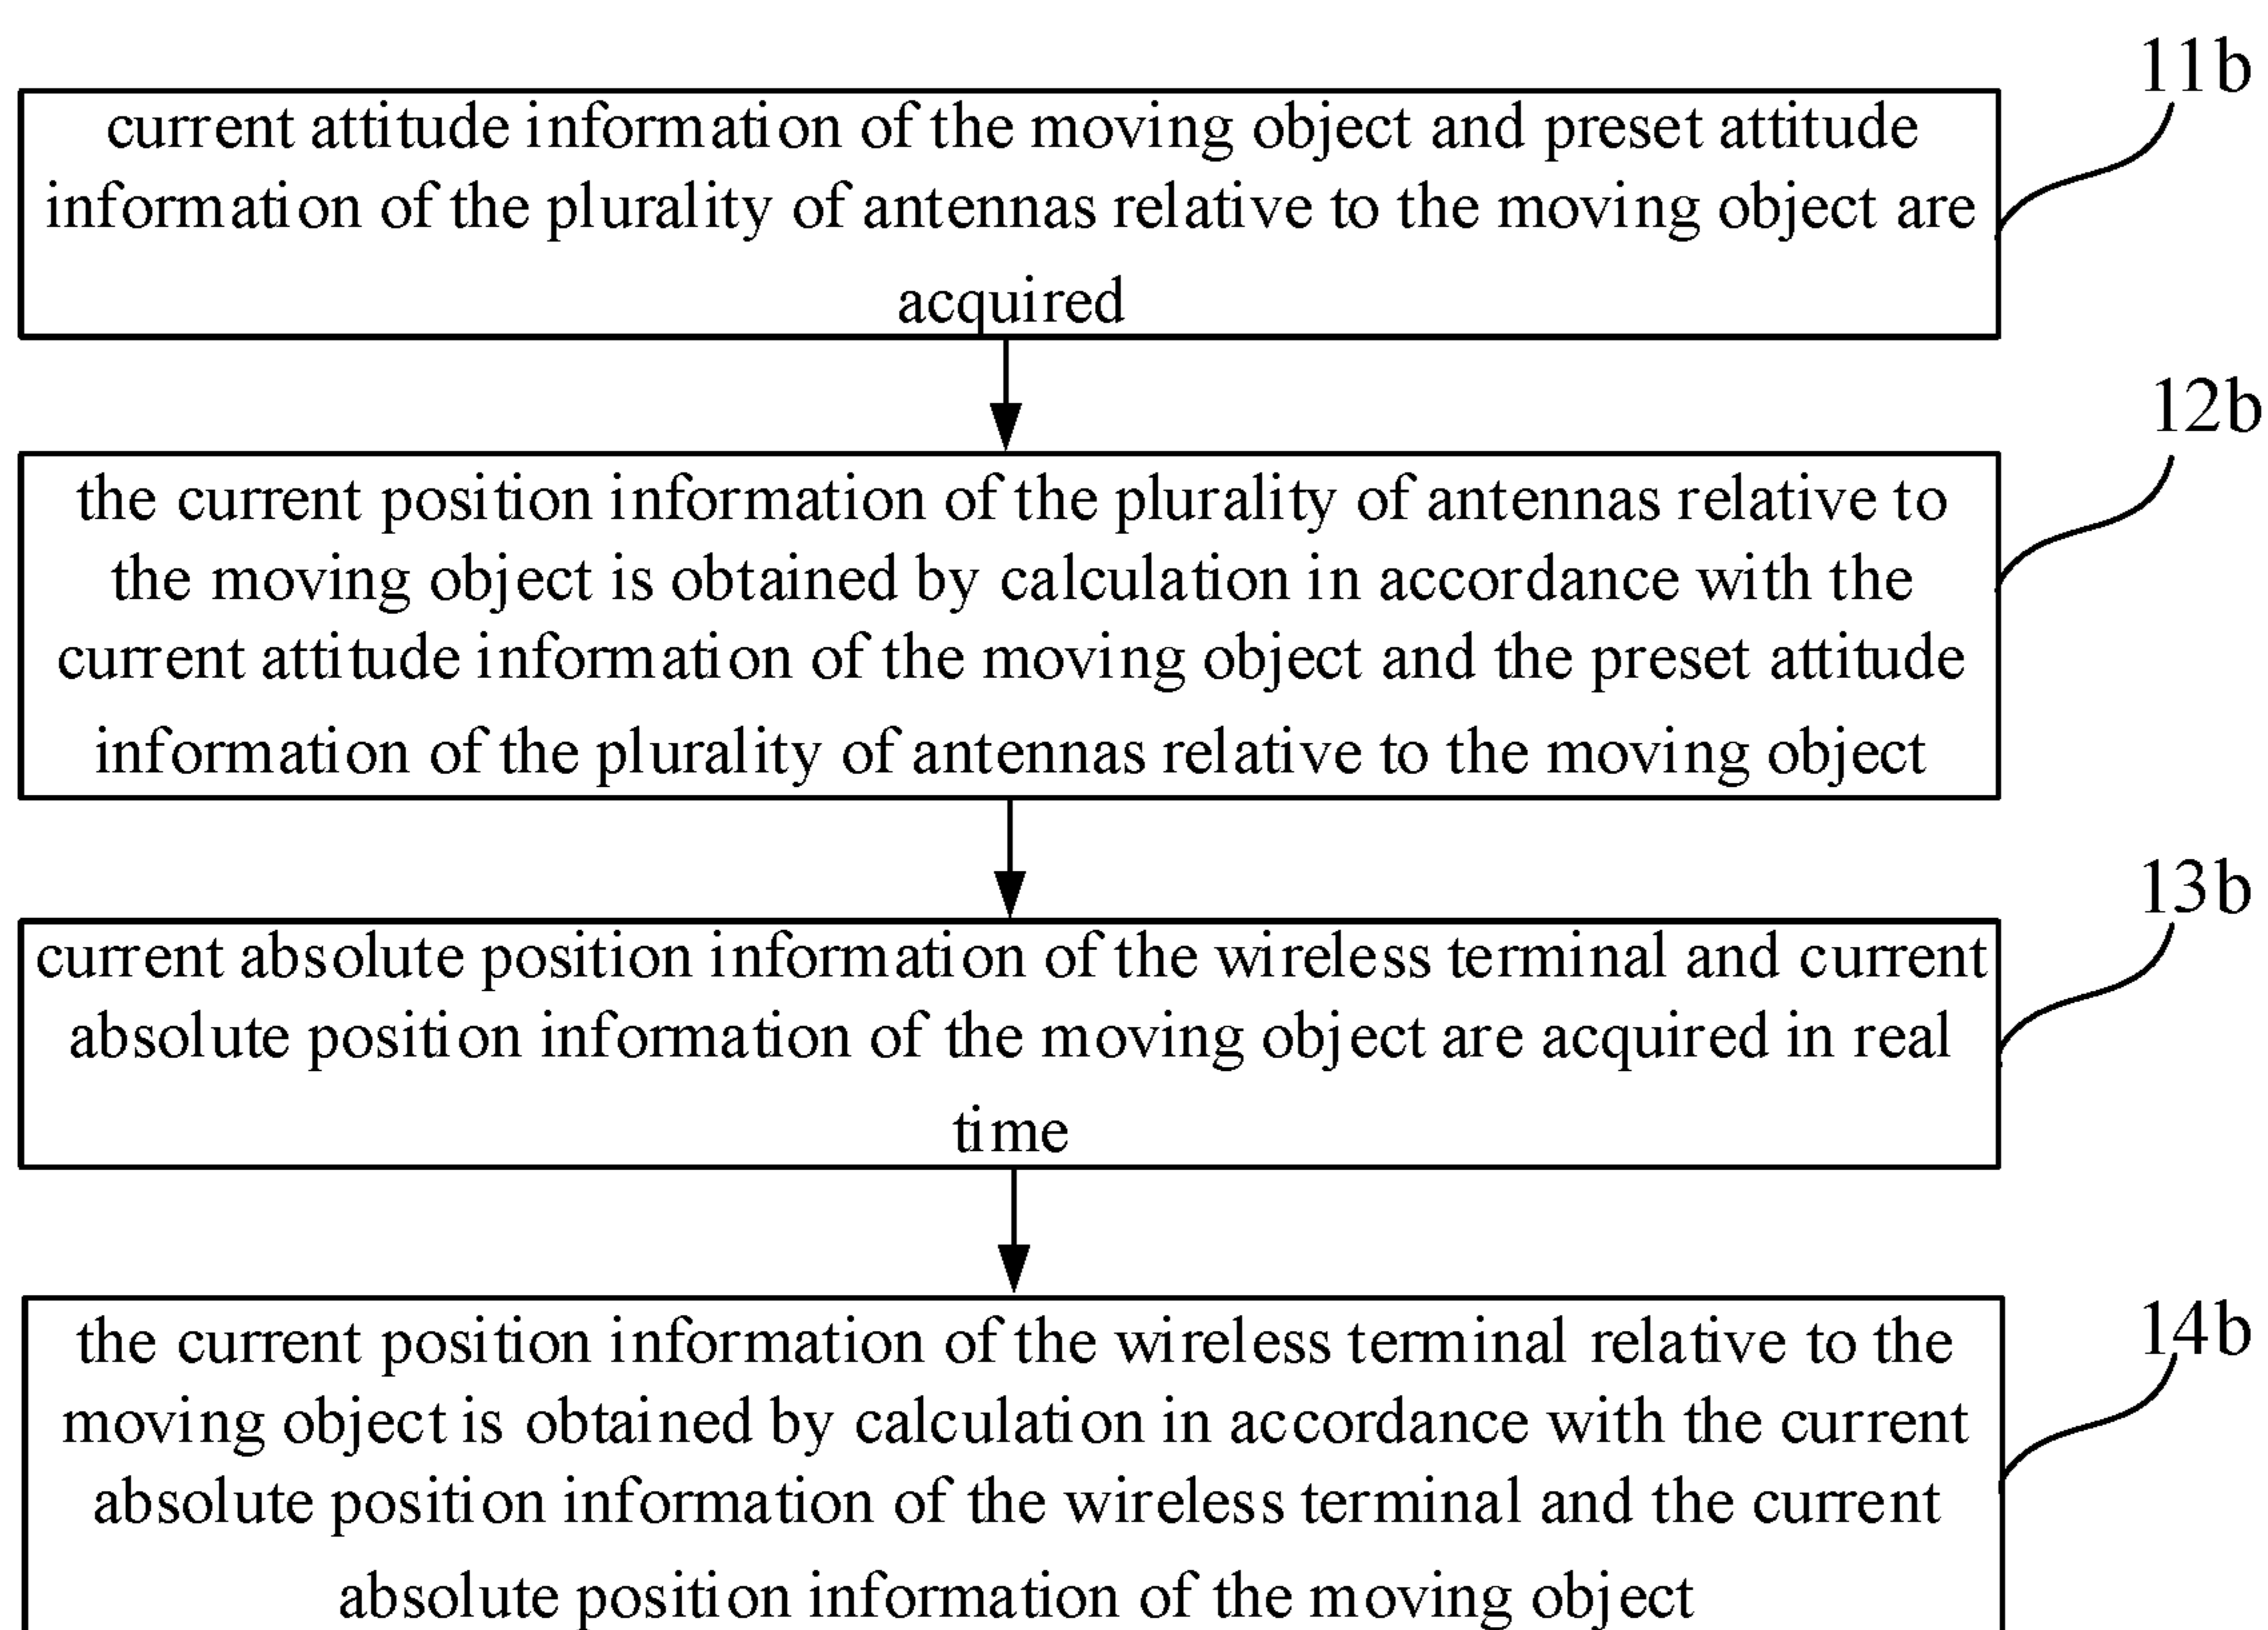 11b
current attitude information of the moving object and preset attitude
information of the plurality of antennas relative to the moving object are
acquired
12b
the current position information of the plurality of antennas relative to
the moving object is obtained by calculation in accordance with the
current attitude information of the moving object and the preset attitude
information of the plurality of antennas relative to the moving object
13b
current absolute position information of the wireless terminal and current
absolute position information of the moving object are acquired in real
time
14b
the current position information of the wireless terminal relative to the
moving object is obtained by calculation in accordance with the current
absolute position information of the wireless terminal and the current
absolute position information of the moving object